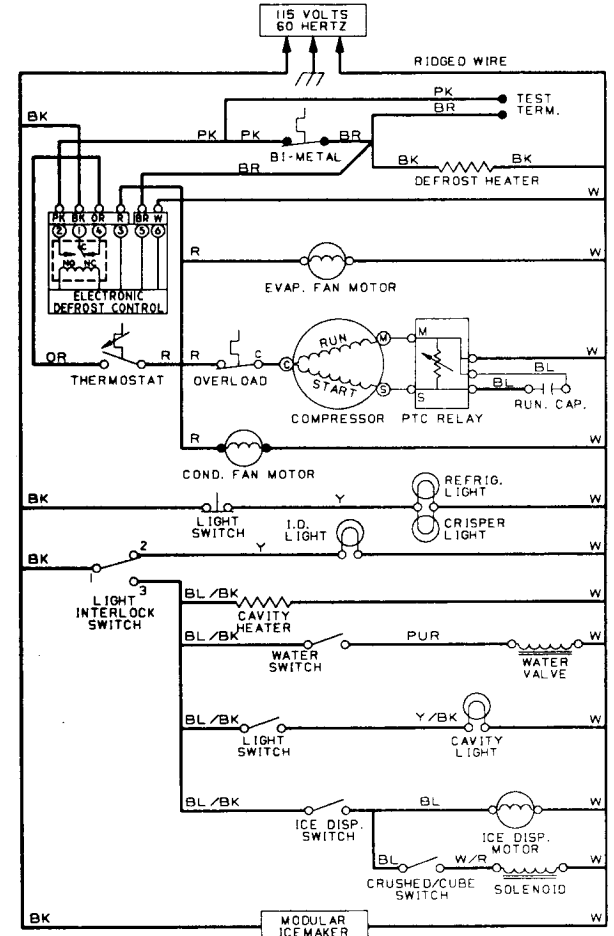 115 VOLTS
60 HERTZ
RIDGED WIRE
PK
TEST
TERM.
BR
BK
PK
PK
BI-METAL
BR
BK
BK
DEFROST HEATER
BR
W
PK BK OR R BR W
2 1 4 3 5 6
C
NO NC
ELECTRONIC
DEFROST CONTROL
R
EVAP. FAN MOTOR
W
OR
THERMOSTAT
R
R
OVERLOAD
C
C
RUN
START
M
S
COMPRESSOR
M
S
PTC RELAY
W
BL
BL
RUN. CAP.
R
COND. FAN MOTOR
W
BK
LIGHT
SWITCH
Y
REFRIG.
LIGHT
CRISPER
LIGHT
W
BK
1
2
3
LIGHT
INTERLOCK
SWITCH
Y
I.D.
LIGHT
W
BL/BK
CAVITY
HEATER
W
BL/BK
WATER
SWITCH
PUR
WATER
VALVE
W
BL/BK
LIGHT
SWITCH
Y/BK
CAVITY
LIGHT
W
BL/BK
ICE DISP.
SWITCH
BL
ICE DISP.
MOTOR
W
BL
CRUSHED/CUBE
SWITCH
W/R
SOLENOID
W
BK
MODULAR
ICEMAKER
W